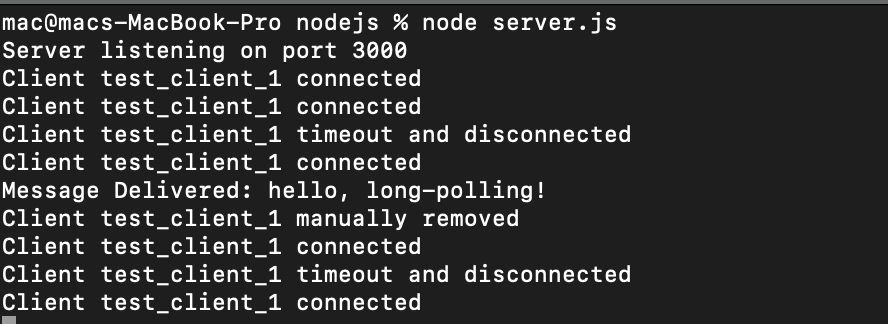 mac@macs-MacBook-Pro nodejs % node server.js
Server listening on port 3000
Client test_client_1 connected
Client test_client_1 connected
Client test_client_1 timeout and disconnected
Client test_client_1 connected
Message Delivered: hello, long-polling!
Client test_client_1 manually removed
Client test_client_1 connected
Client test_client_1 timeout and disconnected
Client test_client_1 connected